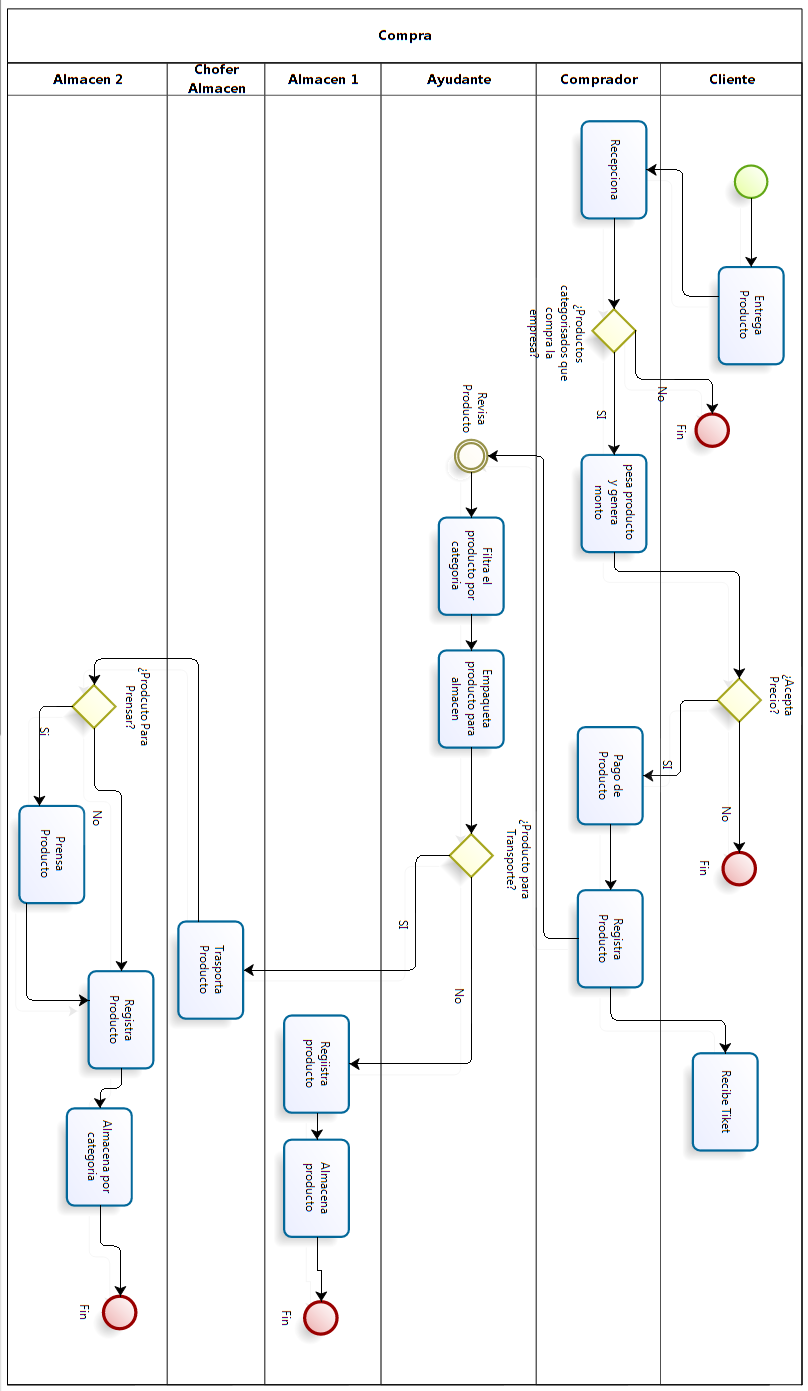 Compra
Almacen 2
Chofer
Almacen
Almacen 1
Ayudante
Comprador
Cliente
Entrega
Producto
Recepciona
¿Productos
categorisados que
compra la
empresa?
No
Fin
SI
pesa producto
y genera
monto
¿Acepta
Precio?
No
Fin
SI
Pago de
Producto
Registra
Producto
Recibe Tiket
Revisa
Producto
Filtra el
producto por
categoria
Empaqueta
producto para
almacen
¿Producto para
Transporte?
SI
No
Regiistra
producto
Almacena
producto
Fin
Trasporta
Producto
¿Prodcuto Para
Prensar?
Si
No
Prensa
Producto
Registra
Producto
Almacena por
categoria
Fin